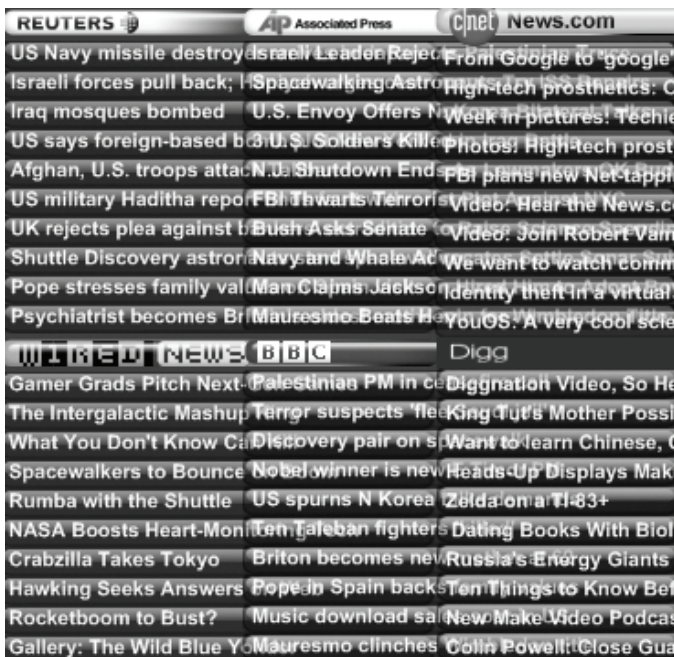 REUTERS
US Navy missile destroy
Israeli forces pull back;
Iraq mosques bombed
US says foreign-based b
Afghan, U.S. troops attac
US military Haditha repor
UK rejects plea against b
Shuttle Discovery astron
Pope stresses family val
Psychiatrist becomes Br
AP Associated Press
Israeli Leader Reject
Spacewalking Astro
U.S. Envoy Offers N
3 U.S. Soldiers Kille
N.J. Shutdown Ends
FBI Thwarts Terroris
Bush Asks Senate
Navy and Whale Adv
Man Claims Jackso
Mauresmo Beats H
c|net News.com
From Google to 'google'
High-tech prosthetics: C
Week in pictures: Techie
Photos: High-tech prost
FBI plans new Net-tappi
Video: Hear the News.c
Video: Join Robert Vam
We want to watch comm
Identity theft in a virtual
YouOS: A very cool scie
WIRED NEWS
Gamer Grads Pitch Next-
The Intergalactic Mashup
What You Don't Know Ca
Spacewalkers to Bounce
Rumba with the Shuttle
NASA Boosts Heart-Mon
Crabzilla Takes Tokyo
Hawking Seeks Answers
Rocketboom to Bust?
Gallery: The Wild Blue Y
BBC
Palestinian PM in ce
Terror suspects 'flee
Discovery pair on sp
Nobel winner is new
US spurns N Korea
Ten Taleban fighters
Briton becomes new
Pope in Spain backs
Music download sa
Mauresmo clinches
Digg
Diggnation Video, So He
King Tut's Mother Possi
Want to learn Chinese,
Heads-Up Displays Mak
Zelda on a TI-83+
Dating Books With Biol
Russia's Energy Giants
Ten Things to Know Bef
New Make Video Podcas
Colin Powell: Close Gua